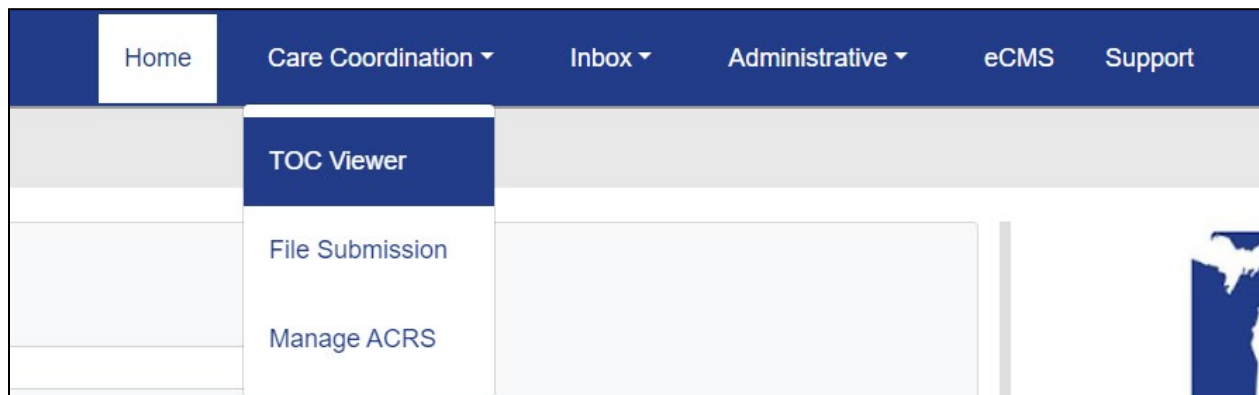 Home Care Coordination Inbox Administrative eCMS Support
TOC Viewer
File Submission
Manage ACRS